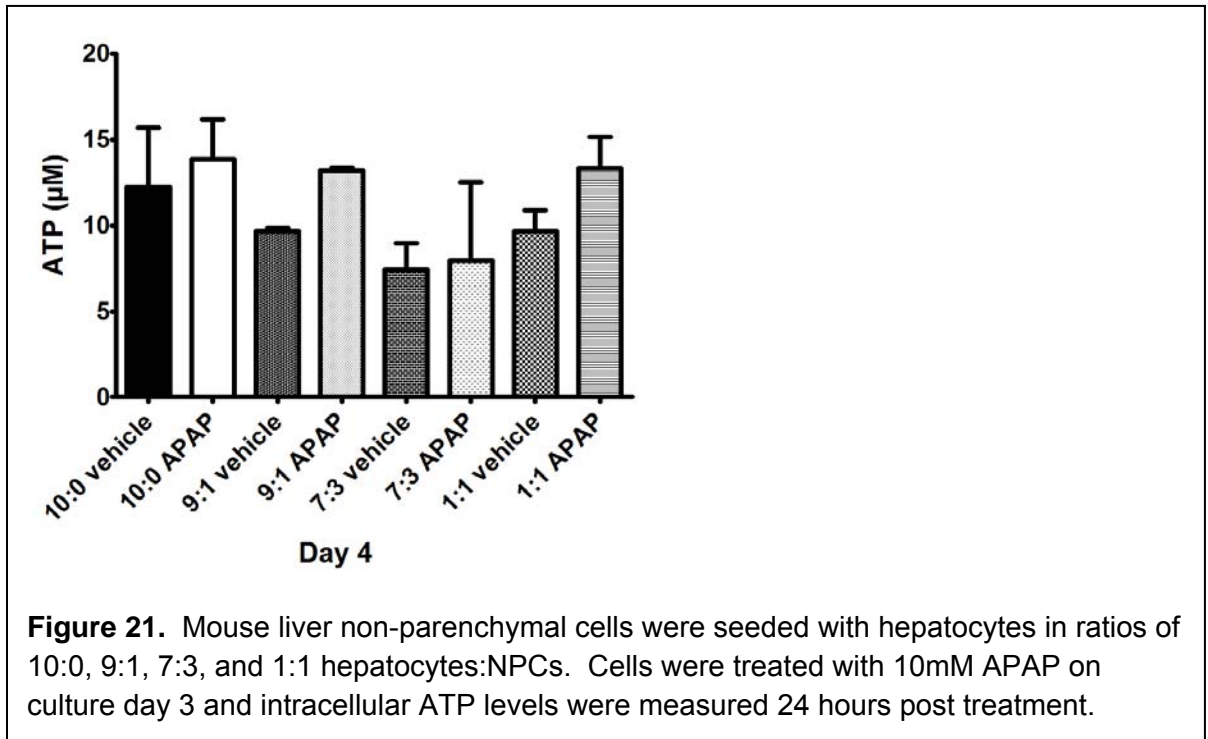 20
15
10
5
0
ATP (µM)
10:0 vehicle
10:0 APAP
9:1 vehicle
9:1 APAP
7:3 vehicle
7:3 APAP
1:1 vehicle
1:1 APAP
Day 4
Figure 21. Mouse liver non-parenchymal cells were seeded with hepatocytes in ratios of
10:0, 9:1, 7:3, and 1:1 hepatocytes:NPCs. Cells were treated with 10mM APAP on
culture day 3 and intracellular ATP levels were measured 24 hours post treatment.